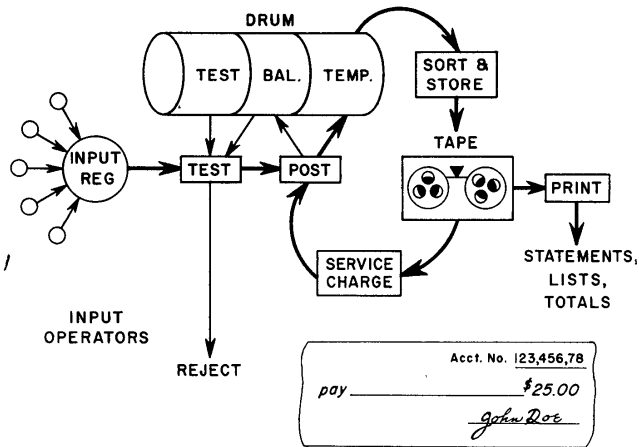 DRUM
TEST BAL. TEMP.
SORT &
STORE
TAPE
INPUT
REG
TEST
POST
PRINT
SERVICE
CHARGE
STATEMENTS,
LISTS,
TOTALS
INPUT
OPERATORS
REJECT
Acct. No. 123,456,78
pay $25.00
John Doe